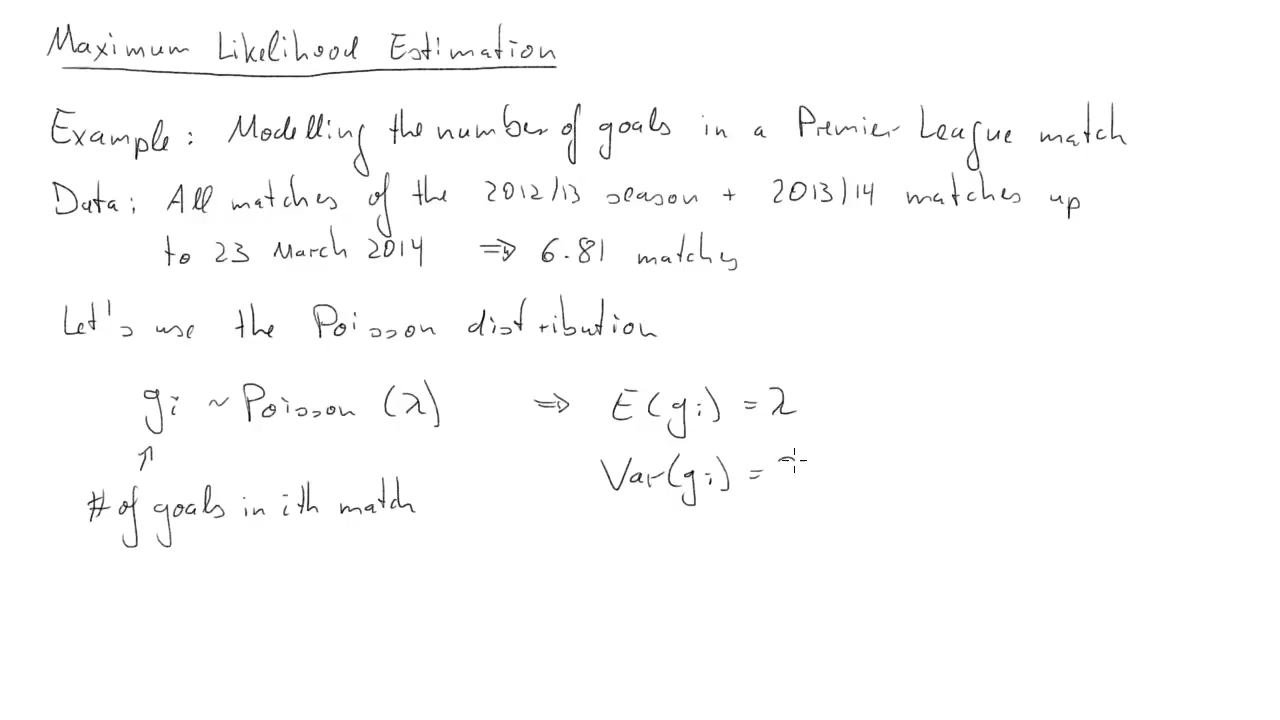 Maximum Likelihood Estimation
Example: Modelling the number of goals in a Premier League match
Data: All matches of the 2012/13 season + 2013/14 matches up
to 23 March 2014 ⇒ 6.81 matches
Let's use the Poisson distribution
gi ~ Poisson (λ) ⇒ E(gi) = λ
↑ Var(gi) =
# of goals in ith match